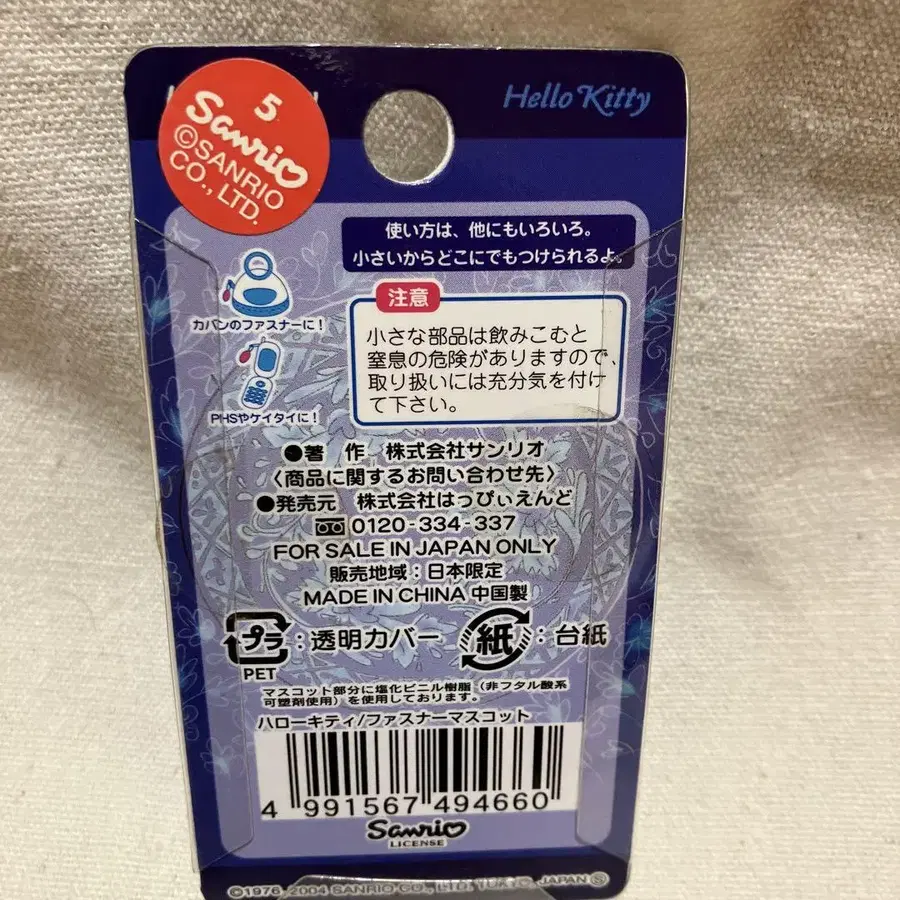 5
Sanrio
©SANRIO
CO., LTD.
Hello Kitty
使い方は、他にもいろいろ。
小さいからどこにでもつけられるよ。
カバンのファスナーに!
PHSやケイタイに!
注意
小さな部品は飲みこむと
窒息の危険がありますので、
取り扱いには充分気を付け
て下さい。
●著 作 株式会社サンリオ
〈商品に関するお問い合わせ先〉
●発売元 株式会社はっぴぃえんど
0120-334-337
FOR SALE IN JAPAN ONLY
販売地域:日本限定
MADE IN CHINA 中国製
プラ:透明カバー 紙:台紙
PET
マスコット部分に塩化ビニル樹脂(非フタル酸系
可塑剤使用)を使用しております。
ハローキティ/ファスナーマスコット
4 991567 494660
Sanrio
LICENSE
©1976, 2004 SANRIO CO., LTD. TOKYO, JAPAN Ⓢ